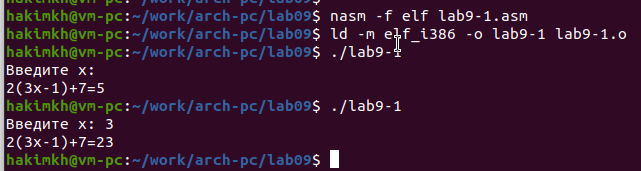 hakimkh@vm-pc:~/work/arch-pc/lab09$ nasm -f elf lab9-1.asm
hakimkh@vm-pc:~/work/arch-pc/lab09$ ld -m elf_i386 -o lab9-1 lab9-1.o
hakimkh@vm-pc:~/work/arch-pc/lab09$ ./lab9-1
Введите x:
2(3x-1)+7=5
hakimkh@vm-pc:~/work/arch-pc/lab09$ ./lab9-1
Введите x: 3
2(3x-1)+7=23
hakimkh@vm-pc:~/work/arch-pc/lab09$